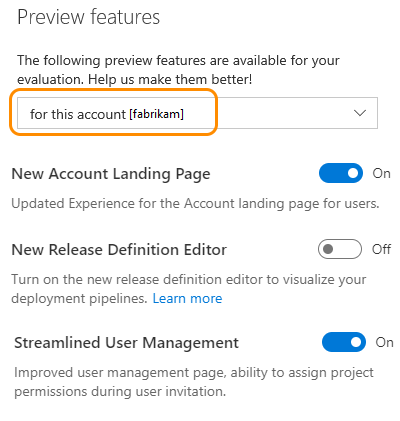 Preview features
The following preview features are available for your
evaluation. Help us make them better!
for this account [fabrikam]
New Account Landing Page
On
Updated Experience for the Account landing page for users.
New Release Definition Editor
Off
Turn on the new release definition editor to visualize your
deployment pipelines. Learn more
Streamlined User Management
On
Improved user management page, ability to assign project
permissions during user invitation.